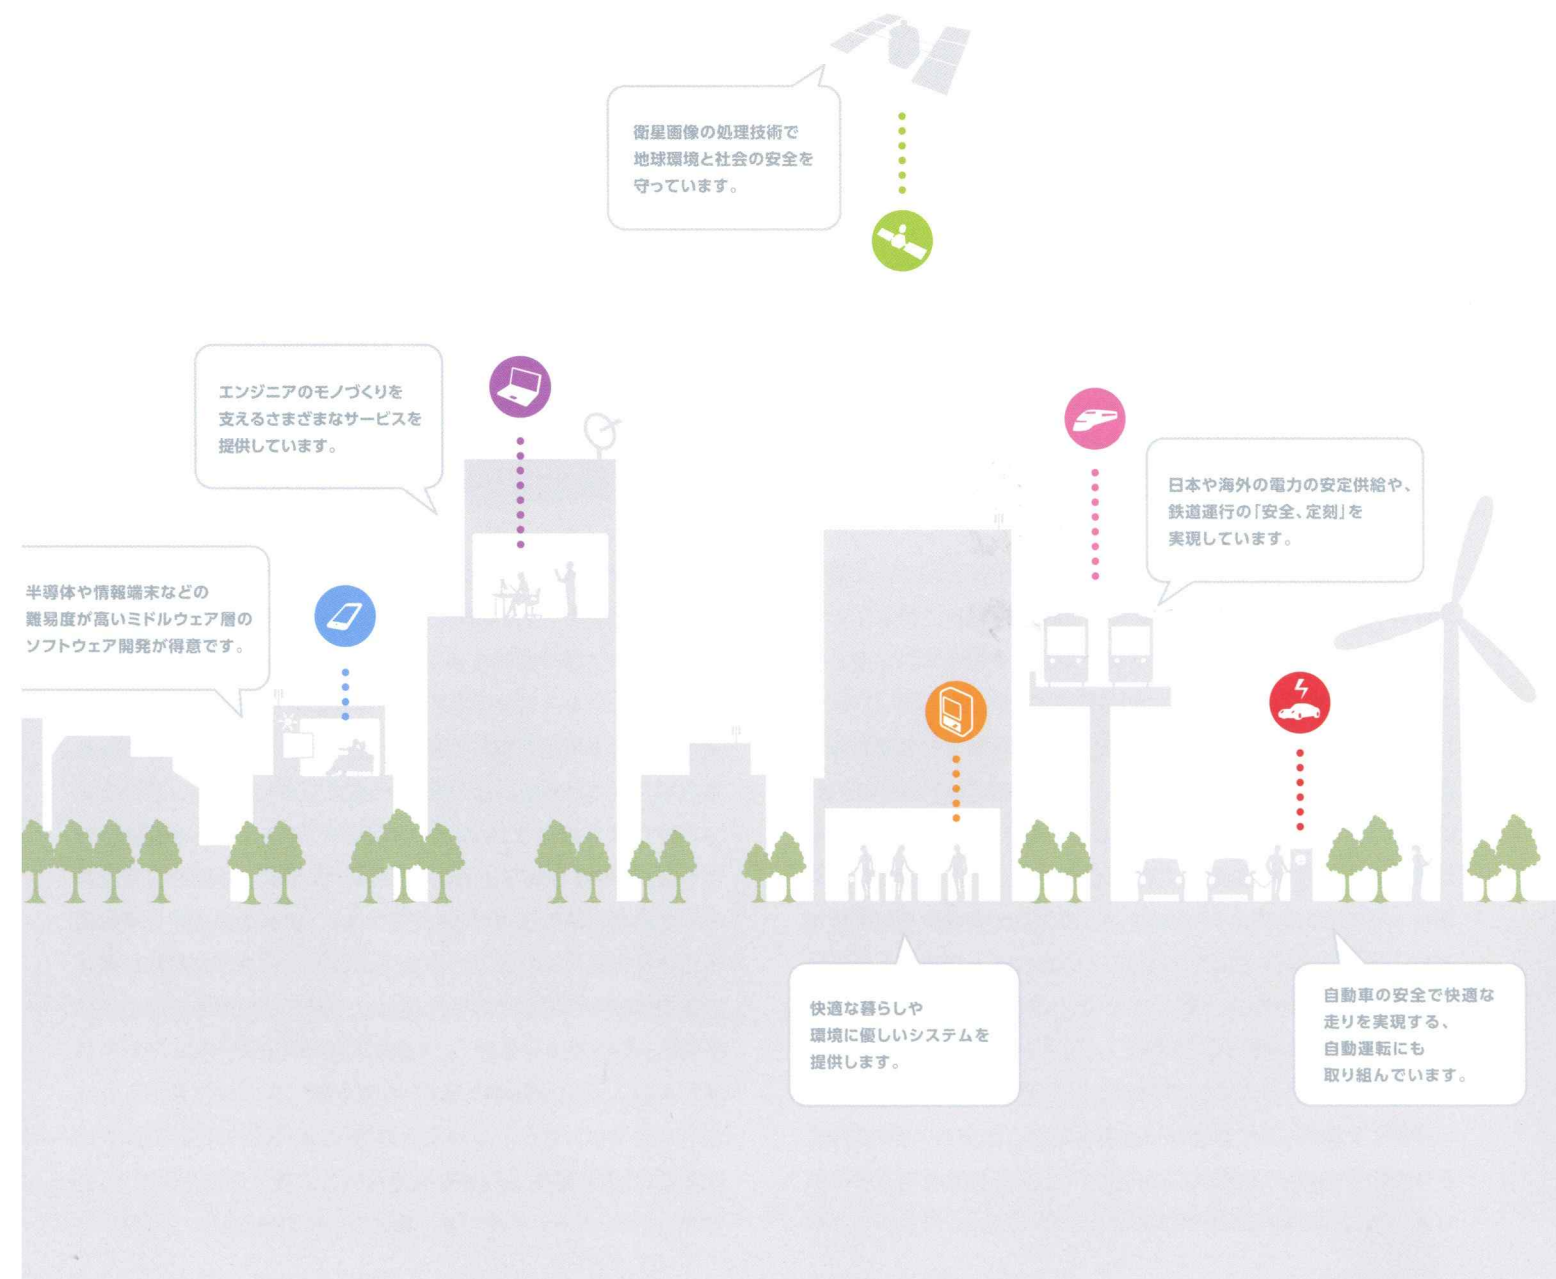 衛星画像の処理技術で
地球環境と社会の安全を
守っています。
エンジニアのモノづくりを
支えるさまざまなサービスを
提供しています。
日本や海外の電力の安定供給や、
鉄道運行の「安全、定刻」を
実現しています。
半導体や情報端末などの
難易度が高いミドルウェア層の
ソフトウェア開発が得意です。
快適な暮らしや
環境に優しいシステムを
提供します。
自動車の安全で快適な
走りを実現する、
自動運転にも
取り組んでいます。